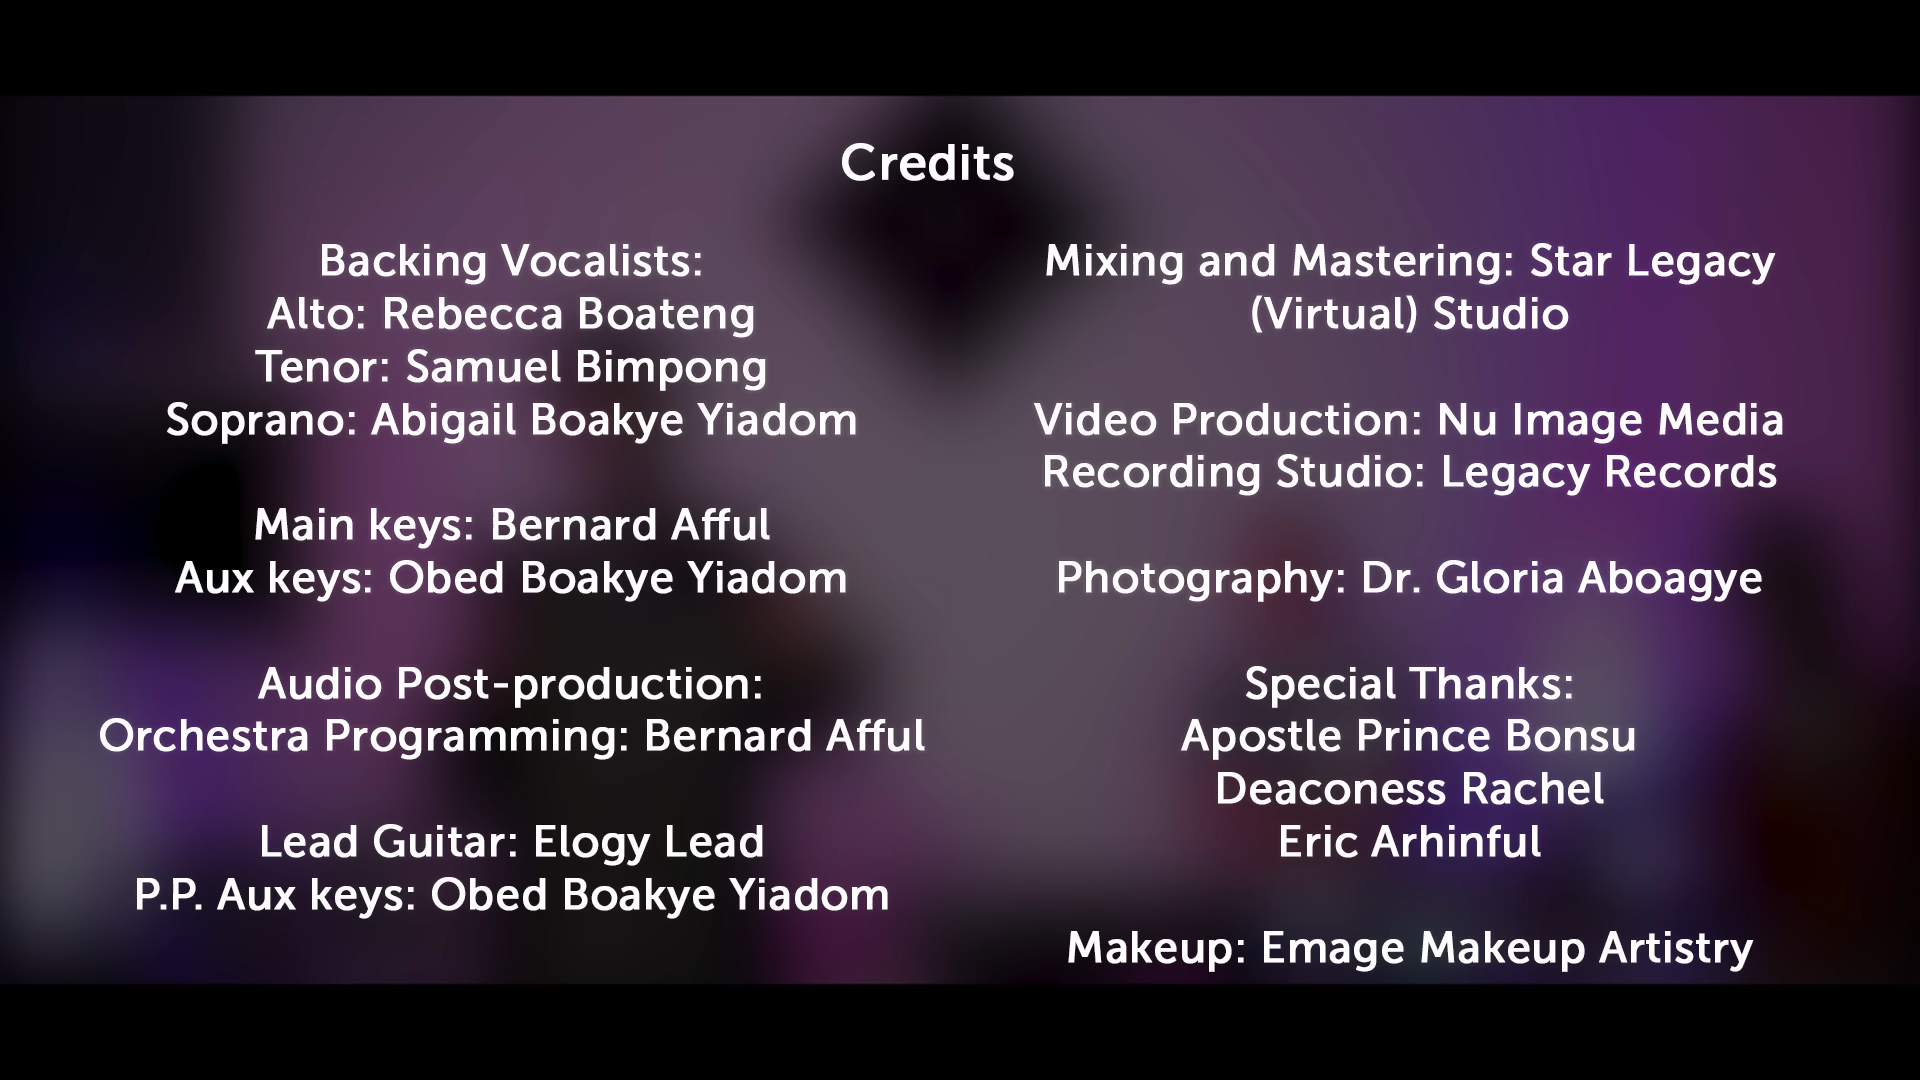 Credits
Backing Vocalists:
Alto: Rebecca Boateng
Tenor: Samuel Bimpong
Soprano: Abigail Boakye Yiadom
Main keys: Bernard Afful
Aux keys: Obed Boakye Yiadom
Audio Post-production:
Orchestra Programming: Bernard Afful
Lead Guitar: Elogy Lead
P.P. Aux keys: Obed Boakye Yiadom
Mixing and Mastering: Star Legacy
(Virtual) Studio
Video Production: Nu Image Media
Recording Studio: Legacy Records
Photography: Dr. Gloria Aboagye
Special Thanks:
Apostle Prince Bonsu
Deaconess Rachel
Eric Arhinful
Makeup: Emage Makeup Artistry